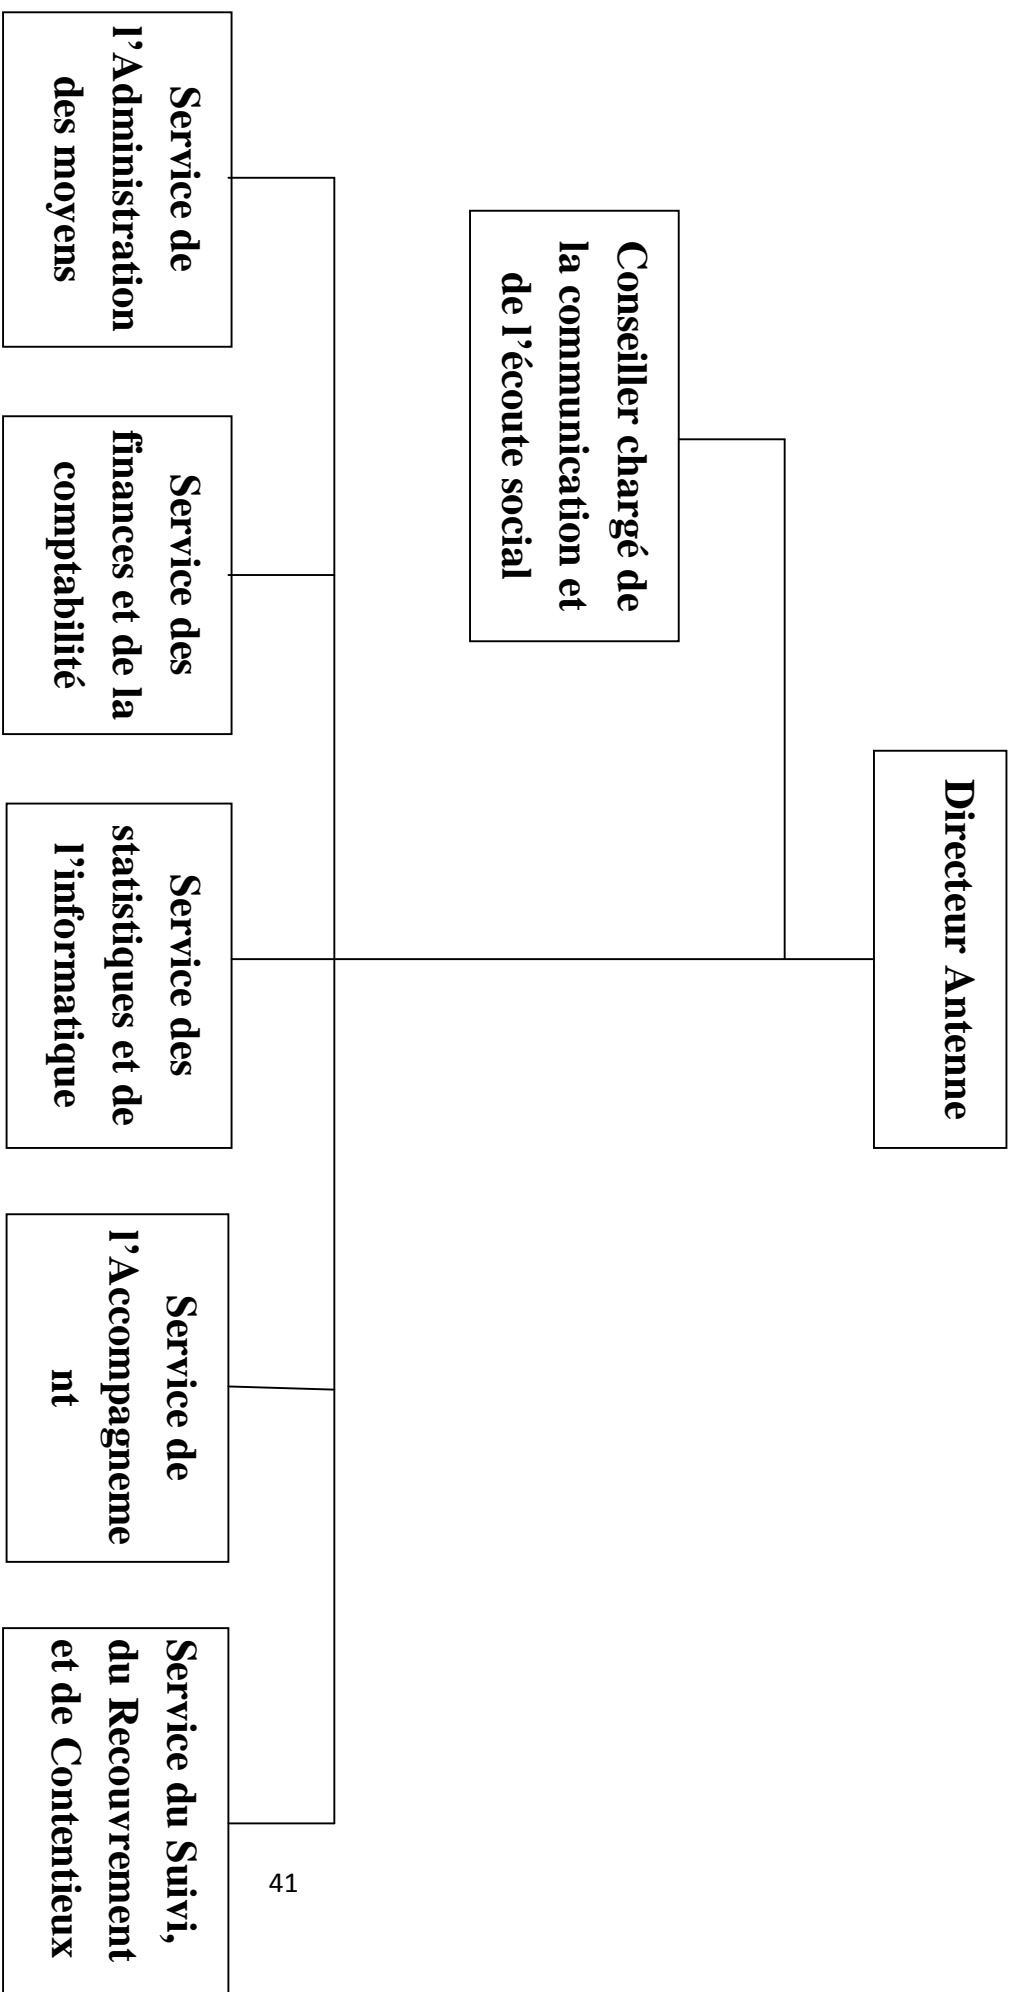 Directeur Antenne
Conseiller chargé de
la communication et
de l’écoute social
Service de
l’Administration
des moyens
Service des
finances et de la
comptabilité
Service des
statistiques et de
l’informatique
Service de
l’Accompagneme
nt
Service du Suivi,
du Recouvrement
et de Contentieux
41